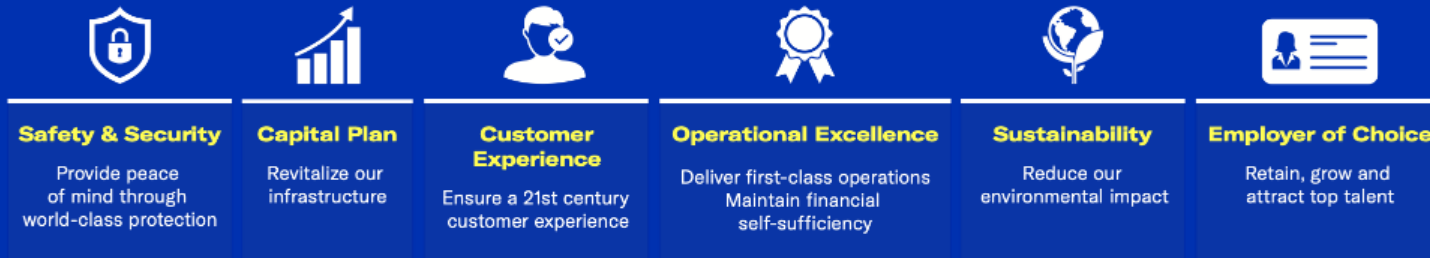 Safety & Security
Provide peace
of mind through
world-class protection
Capital Plan
Revitalize our
infrastructure
Customer
Experience
Ensure a 21st century
customer experience
Operational Excellence
Deliver first-class operations
Maintain financial
self-sufficiency
Sustainability
Reduce our
environmental impact
Employer of Choice
Retain, grow and
attract top talent